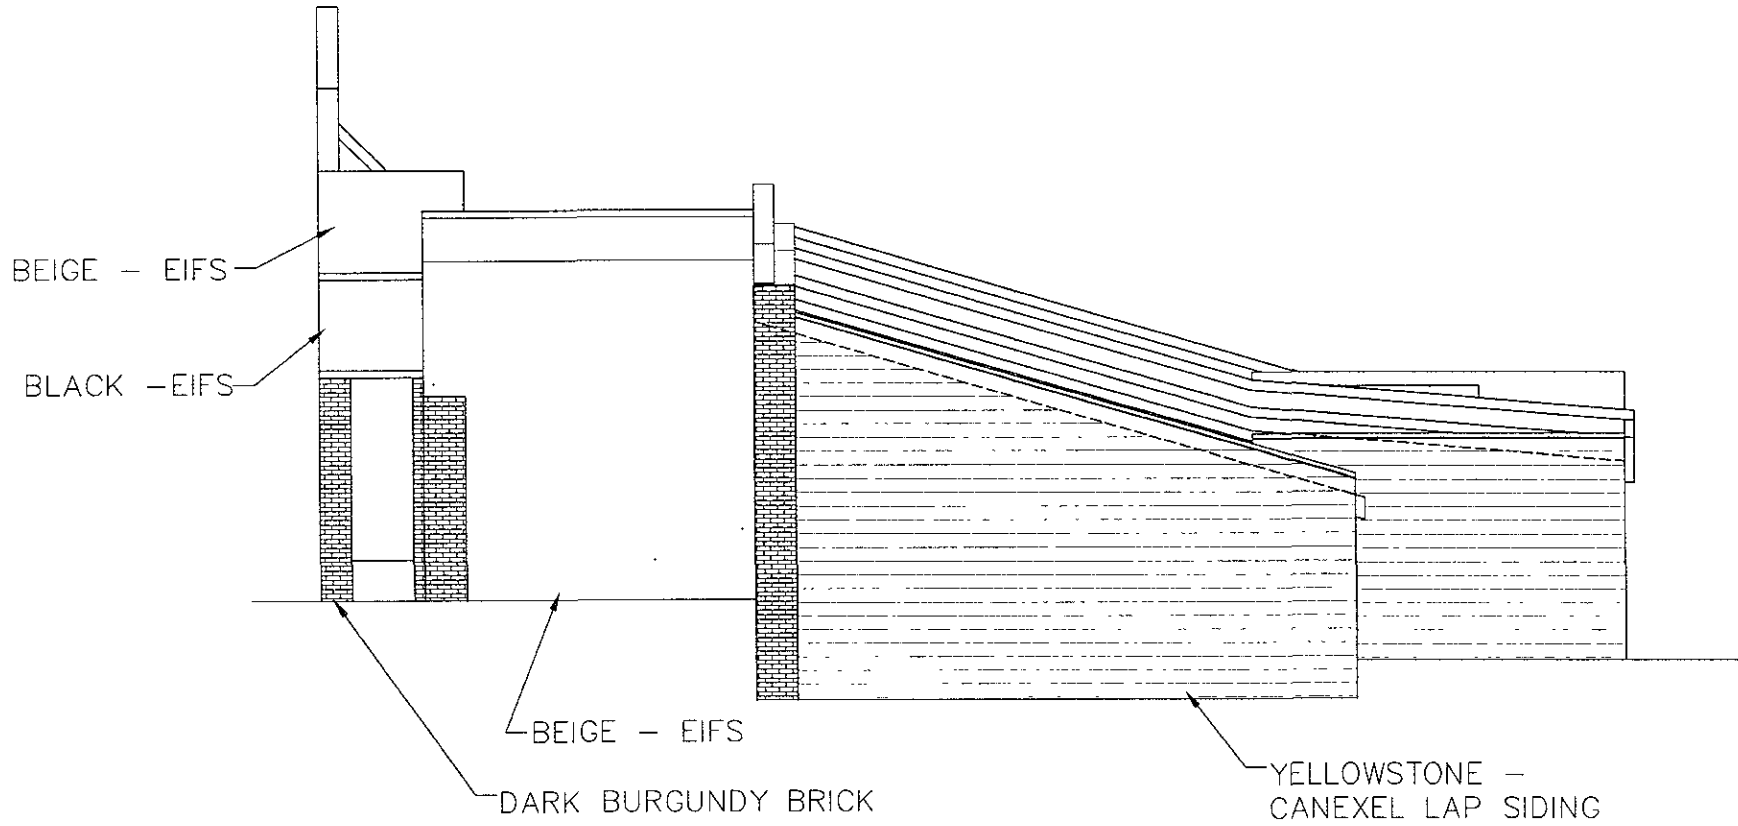 BEIGE - EIFS
BLACK -EIFS
BEIGE - EIFS
DARK BURGUNDY BRICK
YELLOWSTONE -
CANEXEL LAP SIDING